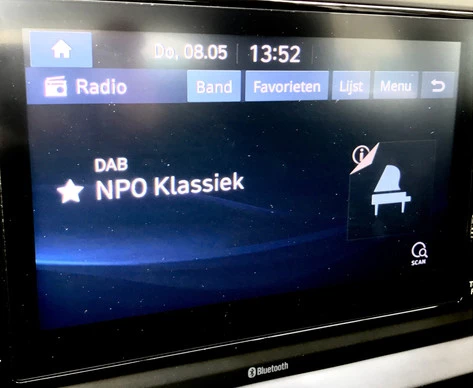 Do, 08.05 13:52
Radio Band Favorieten Lijst Menu
DAB
NPO Klassiek
SCAN
Bluetooth